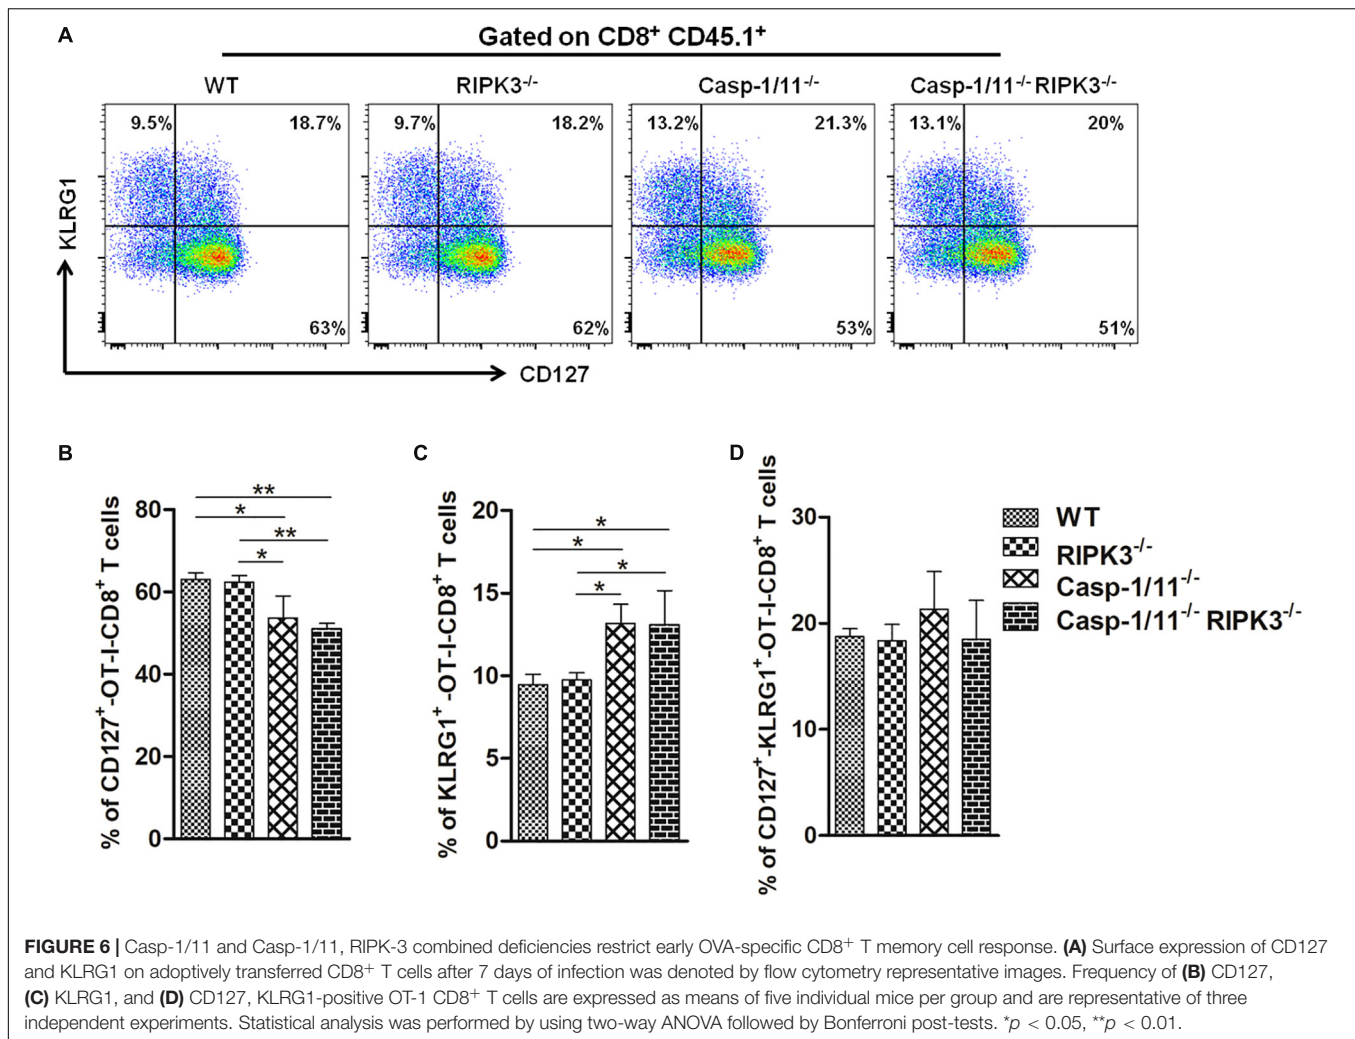 A
Gated on CD8⁺ CD45.1⁺
WT
RIPK3⁻/⁻
Casp-1/11⁻/⁻
Casp-1/11⁻/⁻ RIPK3⁻/⁻
9.5%
18.7%
9.7%
18.2%
13.2%
21.3%
13.1%
20%
KLRG1
63%
62%
53%
51%
CD127
B
% of CD127⁺-OT-I-CD8⁺ T cells
80
60
40
20
0
**
*
**
*
C
% of KLRG1⁺-OT-I-CD8⁺ T cells
20
15
10
5
0
*
*
*
*
D
% of CD127⁺-KLRG1⁺-OT-I-CD8⁺ T cells
30
20
10
0
WT
RIPK3⁻/⁻
Casp-1/11⁻/⁻
Casp-1/11⁻/⁻ RIPK3⁻/⁻
FIGURE 6 | Casp-1/11 and Casp-1/11, RIPK-3 combined deficiencies restrict early OVA-specific CD8⁺ T memory cell response. (A) Surface expression of CD127
and KLRG1 on adoptively transferred CD8⁺ T cells after 7 days of infection was denoted by flow cytometry representative images. Frequency of (B) CD127,
(C) KLRG1, and (D) CD127, KLRG1-positive OT-1 CD8⁺ T cells are expressed as means of five individual mice per group and are representative of three
independent experiments. Statistical analysis was performed by using two-way ANOVA followed by Bonferroni post-tests. *p < 0.05, **p < 0.01.